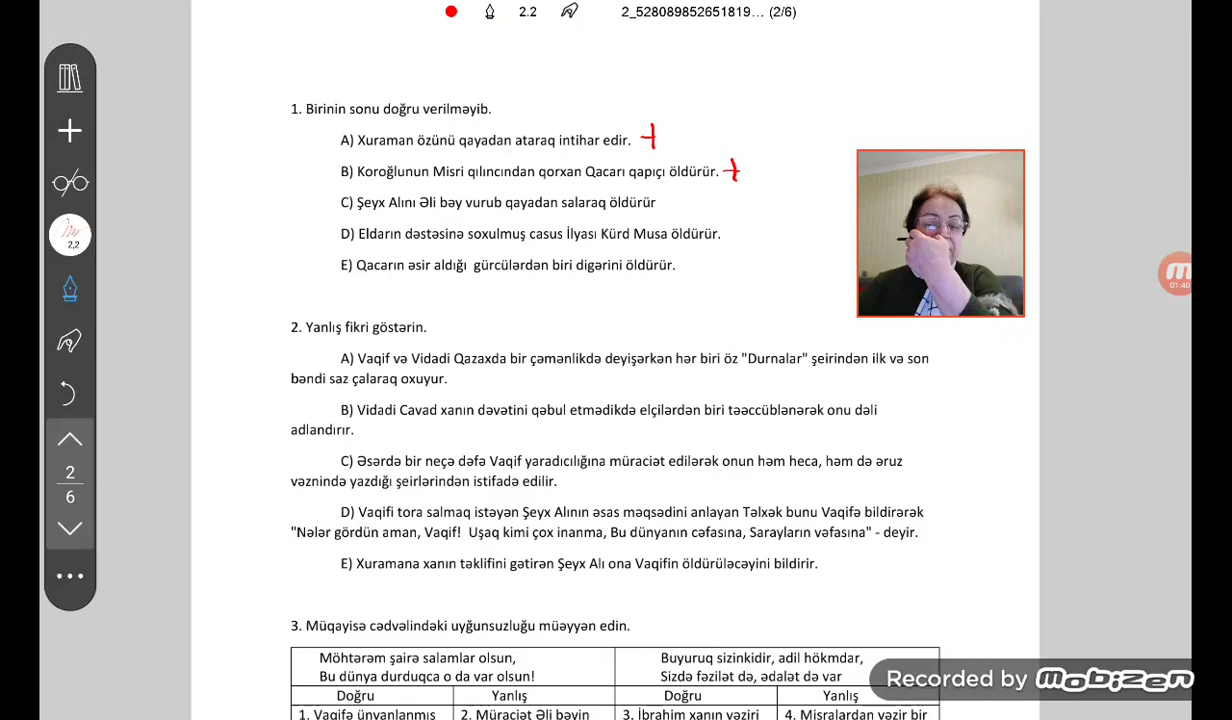 2.2 2_528089852651819... (2/6)
1. Birinin sonu doğru verilməyib.
A) Xuraman özünü qayadan ataraq intihar edir.
B) Koroğlunun Misri qılıncından qorxan Qacarı qapıçı öldürür.
C) Şeyx Alını Əli bəy vurub qayadan salaraq öldürür
D) Eldarın dəstəsinə soxulmuş casus İlyası Kürd Musa öldürür.
E) Qacarın əsir aldığı gürcülərdən biri digərini öldürür.
2,2
01:40
2. Yanlış fikri göstərin.
A) Vaqif və Vidadi Qazaxda bir çəmənlikdə deyişərkən hər biri öz "Durnalar" şeirindən ilk və son
bəndi saz çalaraq oxuyur.
B) Vidadi Cavad xanın dəvətini qəbul etmədikdə elçilərdən biri təəccüblənərək onu dəli
adlandırır.
C) Əsərdə bir neçə dəfə Vaqif yaradıcılığına müraciət edilərək onun həm heca, həm də əruz
vəznində yazdığı şeirlərindən istifadə edilir.
D) Vaqifi tora salmaq istəyən Şeyx Alının əsas məqsədini anlayan Təlxək bunu Vaqifə bildirərək
"Nələr gördün aman, Vaqif! Uşaq kimi çox inanma, Bu dünyanın cəfasına, Sarayların vəfasına" - deyir.
E) Xuramana xanın təklifini gətirən Şeyx Alı ona Vaqifin öldürüləcəyini bildirir.
2
6
3. Müqayisə cədvəlindəki uyğunsuzluğu müəyyən edin.
Möhtərəm şairə salamlar olsun,
Bu dünya durduqca o da var olsun!
Buyuruq sizinkidir, adil hökmdar,
Sizdə fəzilət də, ədalət də var
Doğru Yanlış Doğru Yanlış
1. Vaqifə ünvanlanmış 2. Müraciət Əli bəyin 3. İbrahim xanın vəziri 4. Misralardan vəzir bir
Recorded by mobizen